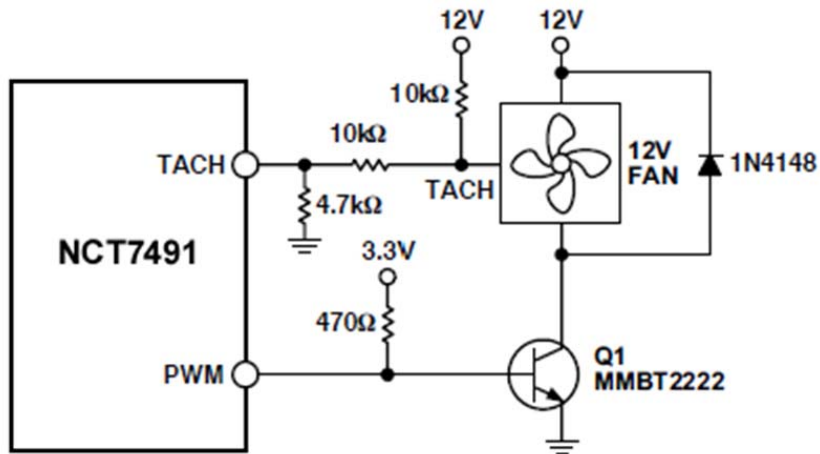 12V
12V
10kΩ
10kΩ
TACH
TACH
12V
FAN
1N4148
4.7kΩ
NCT7491
3.3V
470Ω
PWM
Q1
MMBT2222